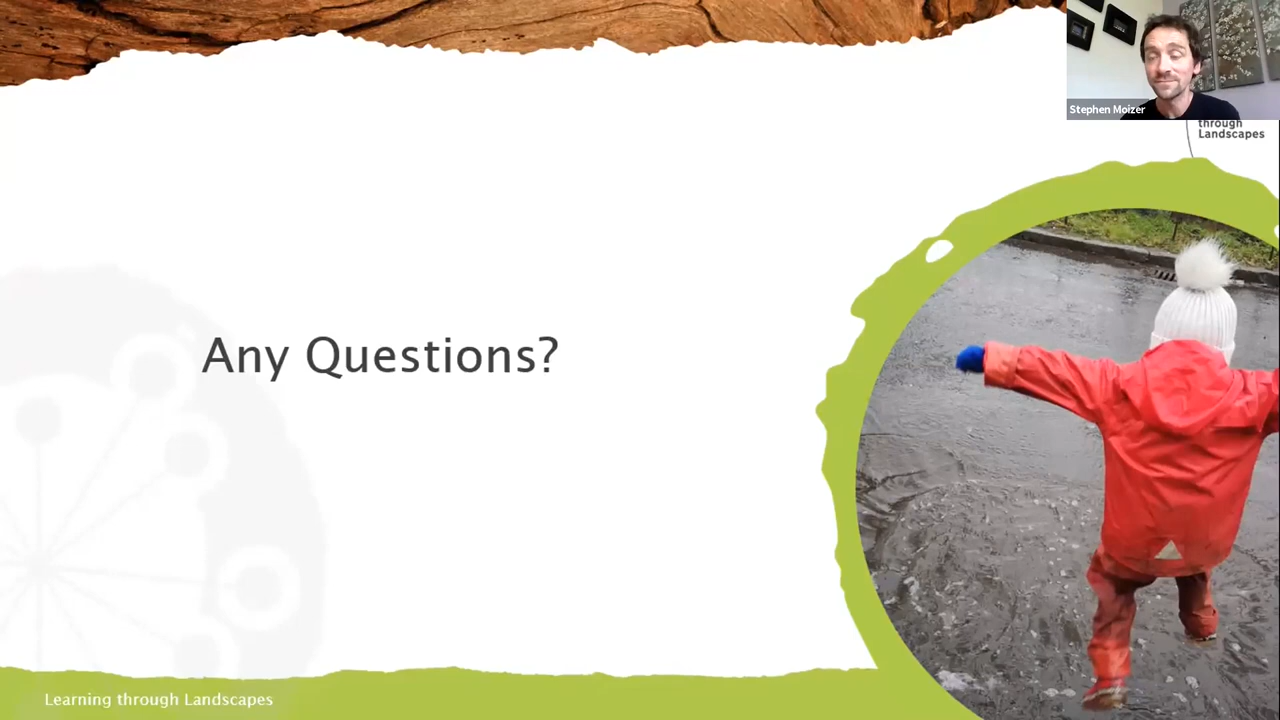 Stephen Moizer
through
Landscapes
Any Questions?
Learning through Landscapes